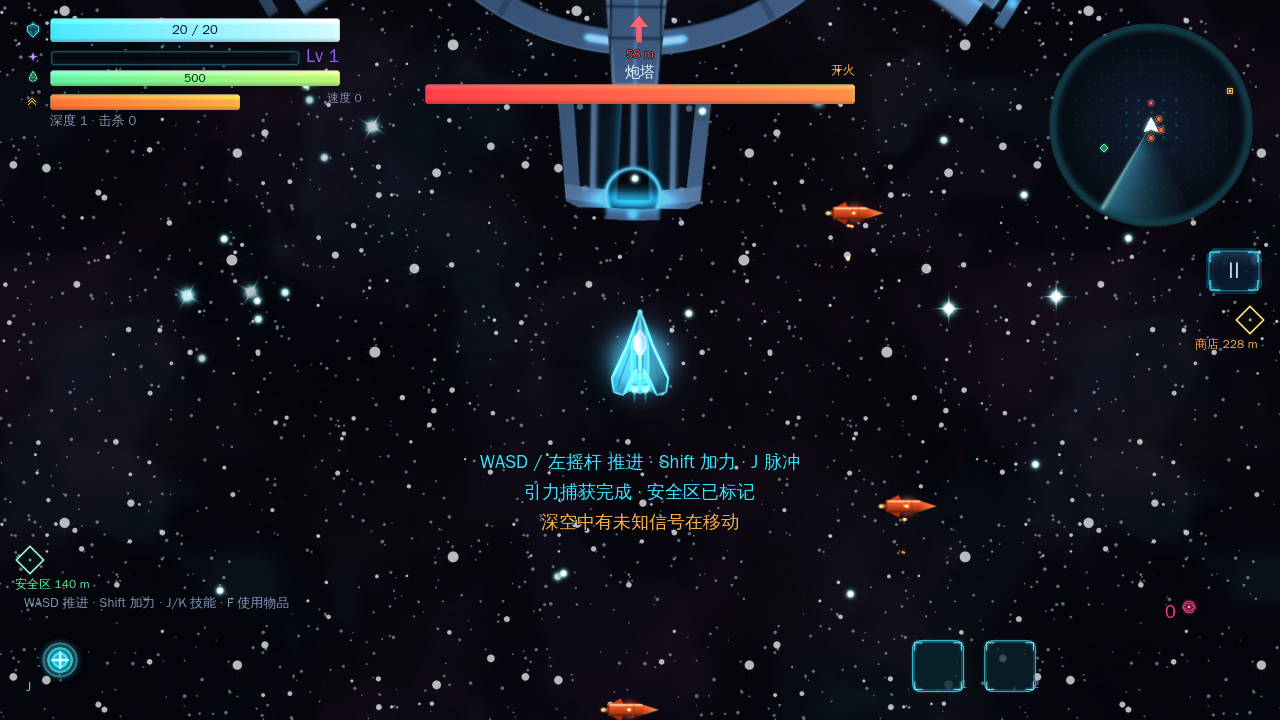 20 / 20
Lv 1
500
速度 0
深度 1 · 击杀 0
58 m
炮塔
开火
商店 228 m
WASD / 左摇杆 推进 · Shift 加力 · J 脉冲
引力捕获完成 · 安全区已标记
深空中有未知信号在移动
安全区 140 m
WASD 推进 · Shift 加力 · J/K 技能 · F 使用物品
0
J